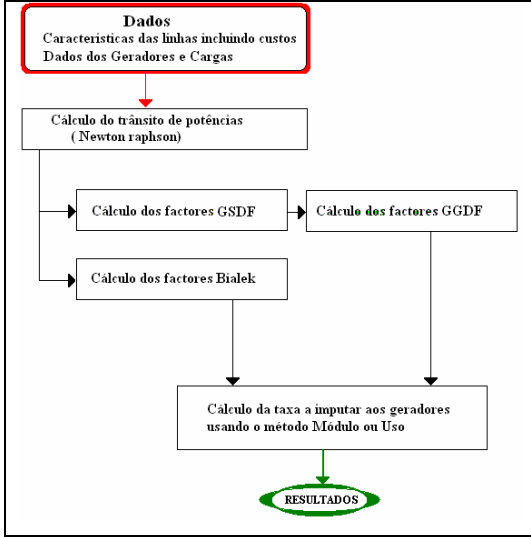 Dados
Caracteristicas das linhas incluindo custos
Dados dos Geradores e Cargas
Cálculo do trânsito de potências
( Newton raphson)
Cálculo dos factores GSDF
Cálculo dos factores GGDF
Cálculo dos factores Bialek
Cálculo da taxa a imputar aos geradores
usando o método Módulo ou Uso
RESULTADOS